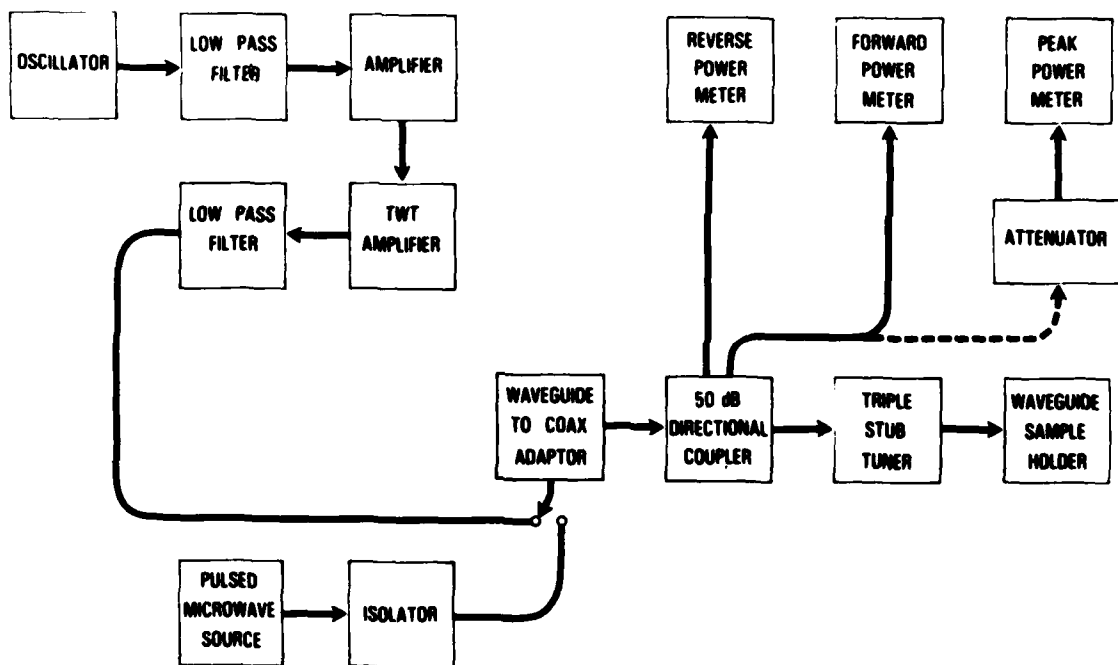 OSCILLATOR
LOW PASS
FILTER
AMPLIFIER
REVERSE
POWER
METER
FORWARD
POWER
METER
PEAK
POWER
METER
LOW PASS
FILTER
TWT
AMPLIFIER
ATTENUATOR
WAVEGUIDE
TO COAX
ADAPTOR
50 dB
DIRECTIONAL
COUPLER
TRIPLE
STUB
TUNER
WAVEGUIDE
SAMPLE
HOLDER
PULSED
MICROWAVE
SOURCE
ISOLATOR